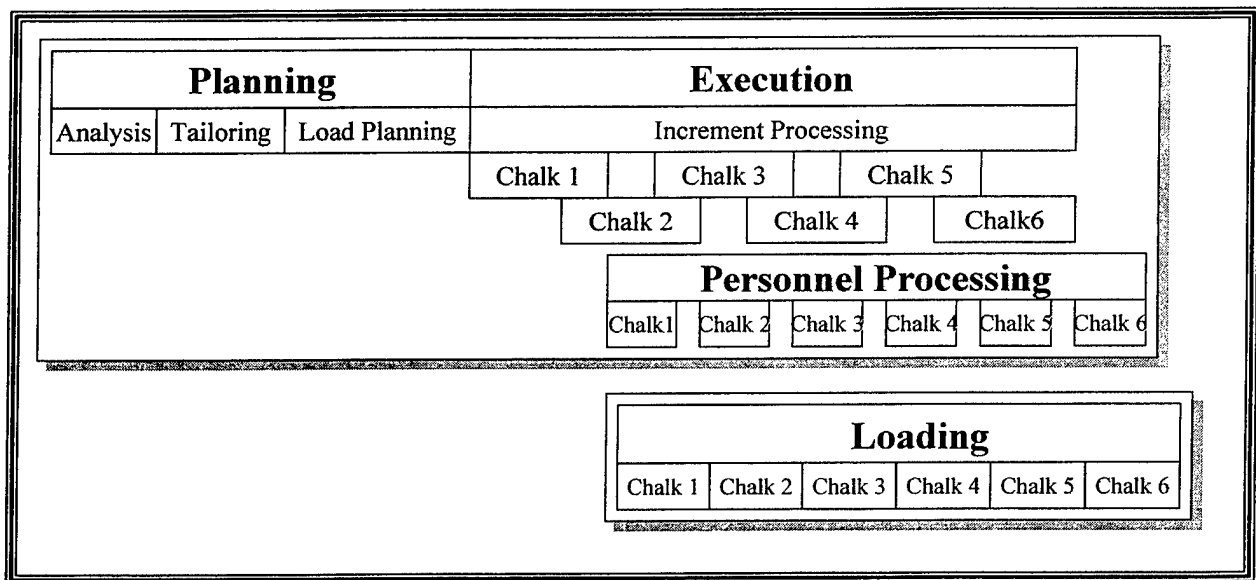 Planning Execution
Analysis Tailoring Load Planning Increment Processing
Chalk 1 Chalk 3 Chalk 5
Chalk 2 Chalk 4 Chalk6
Personnel Processing
Chalk1 Chalk 2 Chalk 3 Chalk 4 Chalk 5 Chalk 6
Loading
Chalk 1 Chalk 2 Chalk 3 Chalk 4 Chalk 5 Chalk 6